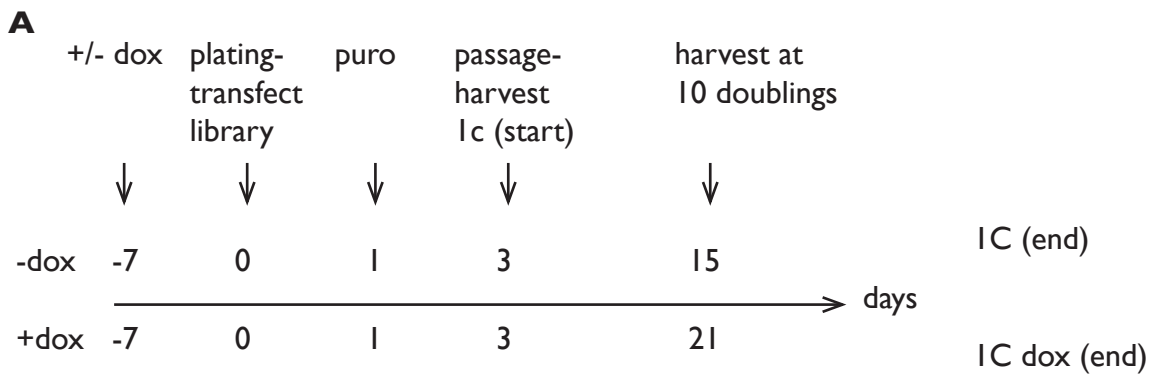 A
+/- dox plating- puro passage- harvest at
transfect harvest 10 doublings
library 1c (start)
1C (end)
-dox -7 0 1 3 15
days
+dox -7 0 1 3 21
1C dox (end)